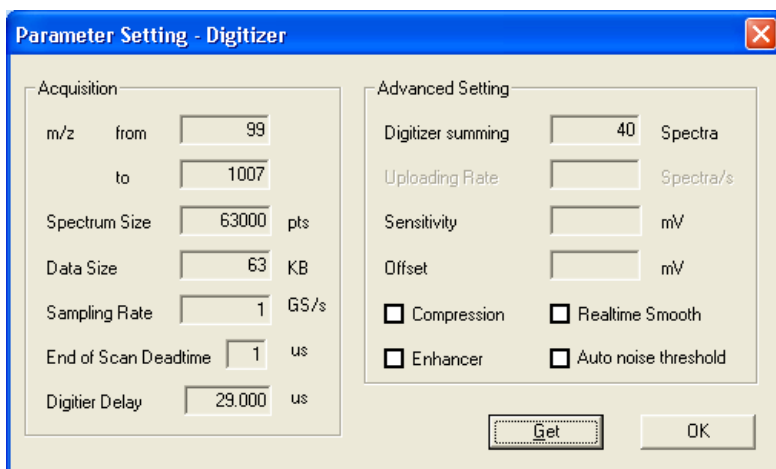 Parameter Setting - Digitizer
Acquisition
m/z from 99
to 1007
Spectrum Size 63000 pts
Data Size 63 KB
Sampling Rate 1 GS/s
End of Scan Deadtime 1 us
Digitier Delay 29.000 us
Advanced Setting
Digitizer summing 40 Spectra
Uploading Rate Spectra/s
Sensitivity mV
Offset mV
Compression Realtime Smooth
Enhancer Auto noise threshold
Get OK